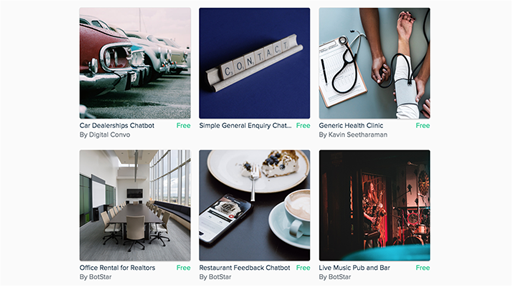 CONTACT
Car Dealerships Chatbot Free
By Digital Convo
Simple General Enquiry Chat... Free
Generic Health Clinic Free
By Kavin Seetharaman
Office Rental for Realtors Free
By BotStar
Restaurant Feedback Chatbot Free
By BotStar
Live Music Pub and Bar Free
By BotStar